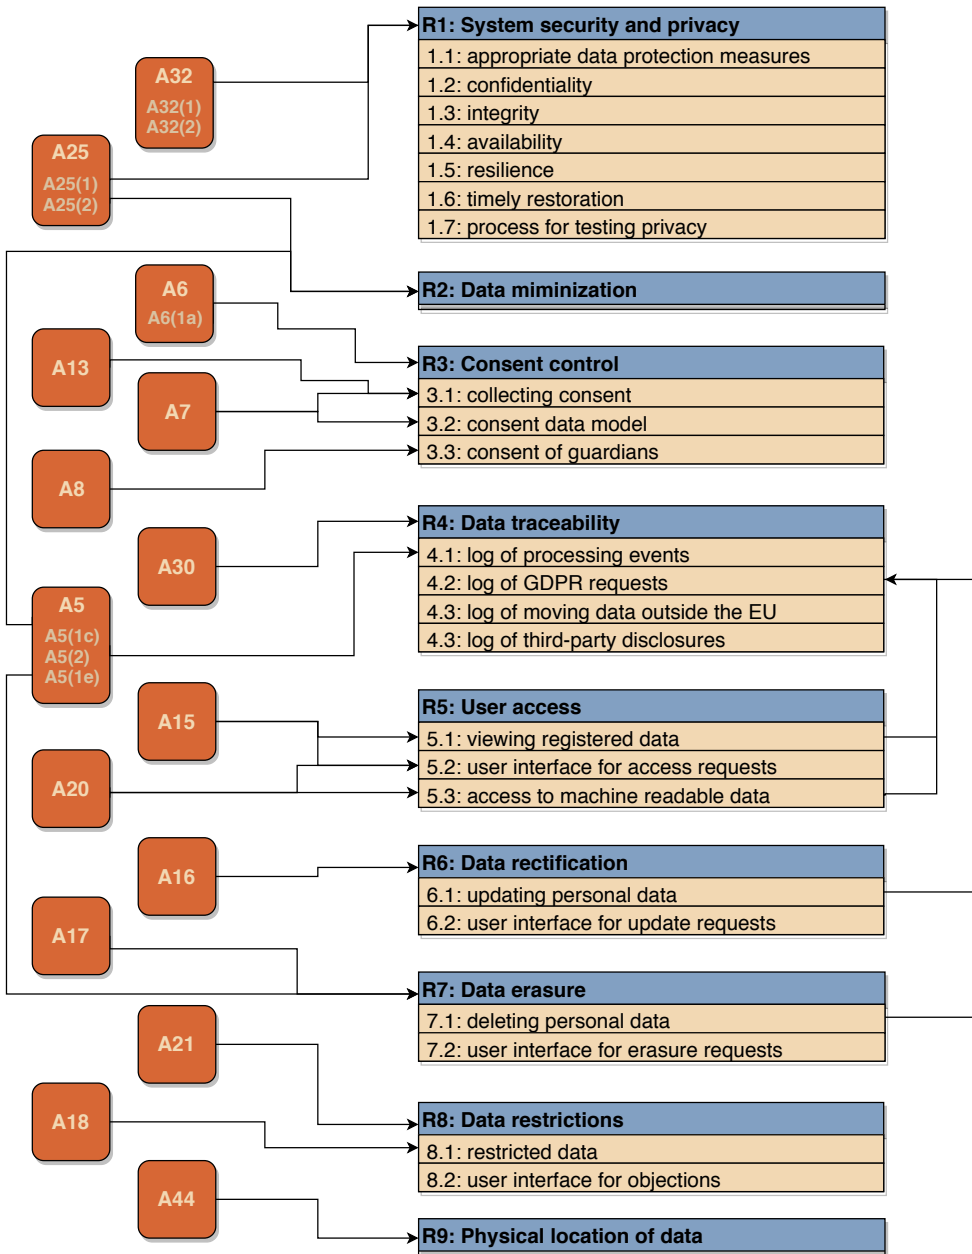 R1: System security and privacy
1.1: appropriate data protection measures
1.2: confidentiality
1.3: integrity
1.4: availability
1.5: resilience
1.6: timely restoration
1.7: process for testing privacy
A32
A32(1)
A32(2)
A25
A25(1)
A25(2)
R2: Data miminization
A6
A6(1a)
A13
A7
A8
R3: Consent control
3.1: collecting consent
3.2: consent data model
3.3: consent of guardians
A30
A5
A5(1c)
A5(2)
A5(1e)
R4: Data traceability
4.1: log of processing events
4.2: log of GDPR requests
4.3: log of moving data outside the EU
4.3: log of third-party disclosures
A15
A20
R5: User access
5.1: viewing registered data
5.2: user interface for access requests
5.3: access to machine readable data
A16
R6: Data rectification
6.1: updating personal data
6.2: user interface for update requests
A17
R7: Data erasure
7.1: deleting personal data
7.2: user interface for erasure requests
A21
A18
R8: Data restrictions
8.1: restricted data
8.2: user interface for objections
A44
R9: Physical location of data